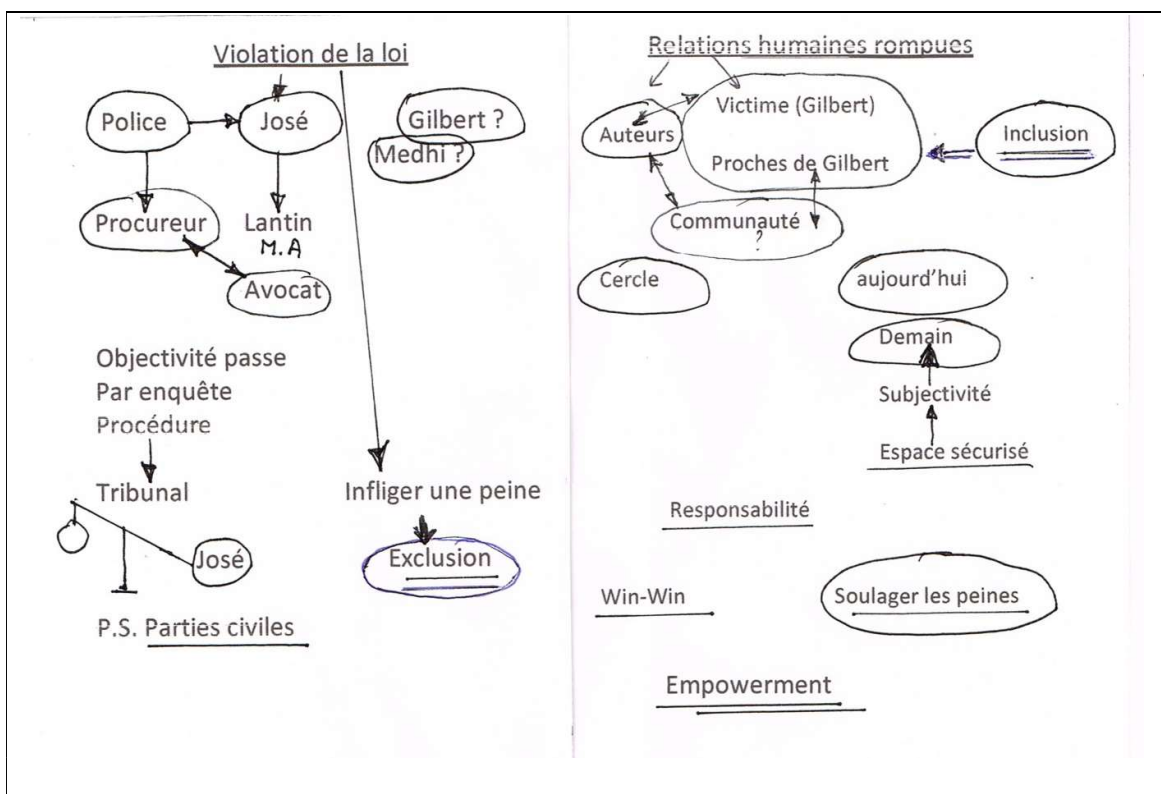 Violation de la loi
Police
José
Gilbert ?
Medhi ?
Procureur
Lantin
M.A
Avocat
Objectivité passe
Par enquête
Procédure
Tribunal
Infliger une peine
José
Exclusion
P.S. Parties civiles
Relations humaines rompues
Victime (Gilbert)
Auteurs
Inclusion
Proches de Gilbert
Communauté
?
Cercle
aujourd'hui
Demain
Subjectivité
Espace sécurisé
Responsabilité
Win-Win
Soulager les peines
Empowerment